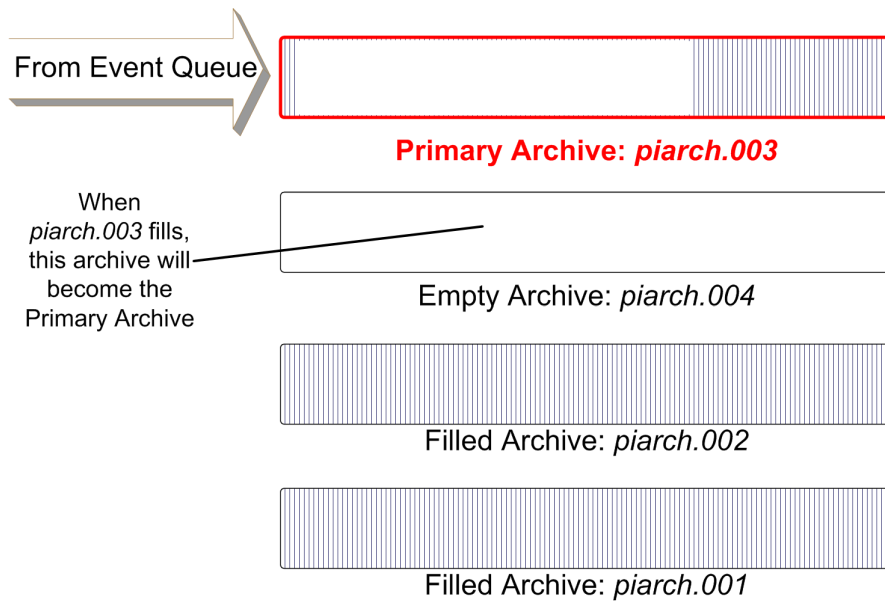 From Event Queue
Primary Archive: piarch.003
When
piarch.003 fills,
this archive will
become the
Primary Archive
Empty Archive: piarch.004
Filled Archive: piarch.002
Filled Archive: piarch.001